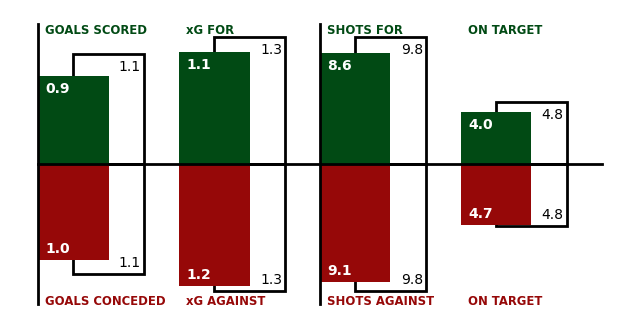 GOALS SCORED xG FOR SHOTS FOR ON TARGET
1.1 1.3 9.8 4.8
0.9 1.1 8.6 4.0
1.0 1.2 9.1 4.7
1.1 1.3 9.8 4.8
GOALS CONCEDED xG AGAINST SHOTS AGAINST ON TARGET